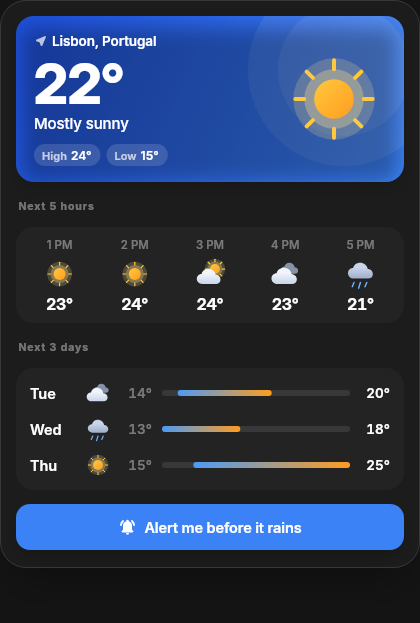 Lisbon, Portugal
22°
Mostly sunny
High 24° Low 15°
Next 5 hours
1 PM 2 PM 3 PM 4 PM 5 PM
23° 24° 24° 23° 21°
Next 3 days
Tue 14° 20°
Wed 13° 18°
Thu 15° 25°
Alert me before it rains